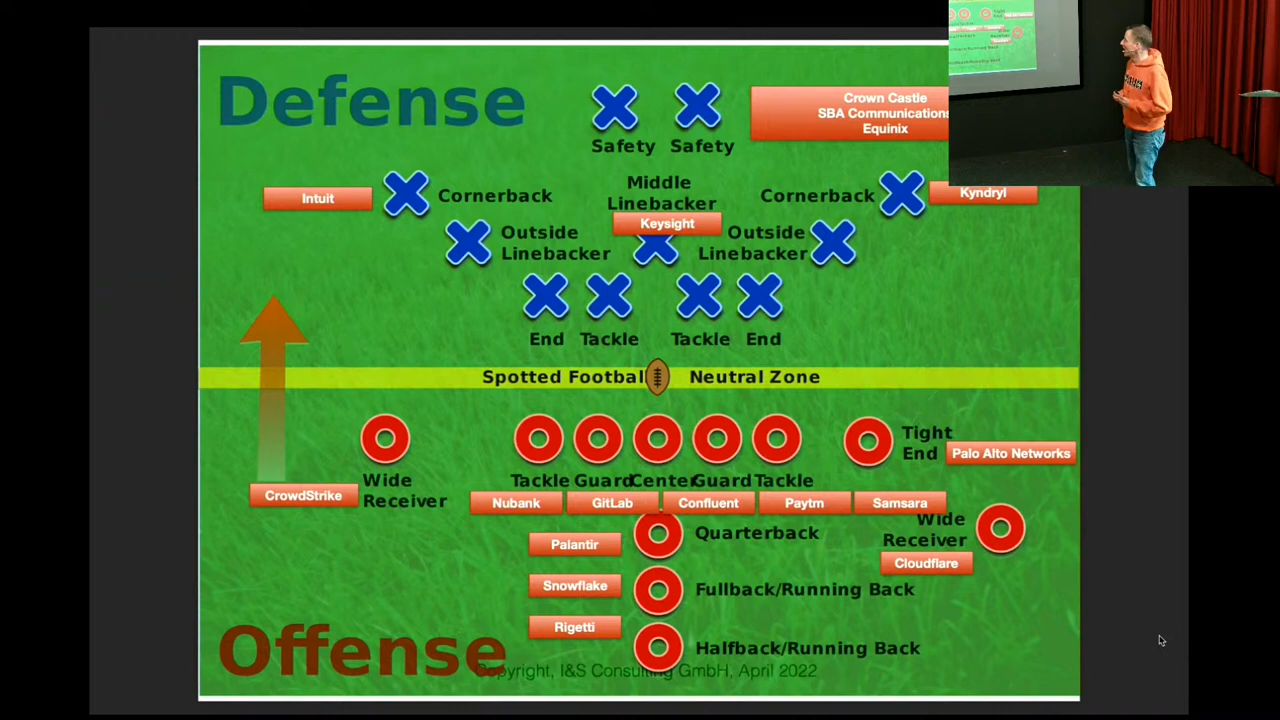 Defense
Safety
Safety
Crown Castle
SBA Communications
Equinix
Intuit
Cornerback
Middle
Linebacker
Keysight
Cornerback
Kyndryl
Outside
Linebacker
Outside
Linebacker
End
Tackle
Tackle
End
Spotted Football
Neutral Zone
Tight
End
Palo Alto Networks
CrowdStrike
Wide
Receiver
Tackle
Guard
Center
Guard
Tackle
Nubank
GitLab
Confluent
Paytm
Samsara
Wide
Receiver
Cloudflare
Palantir
Quarterback
Snowflake
Fullback/Running Back
Rigetti
Halfback/Running Back
Offense
Copyright, I&S Consulting GmbH, April 2022